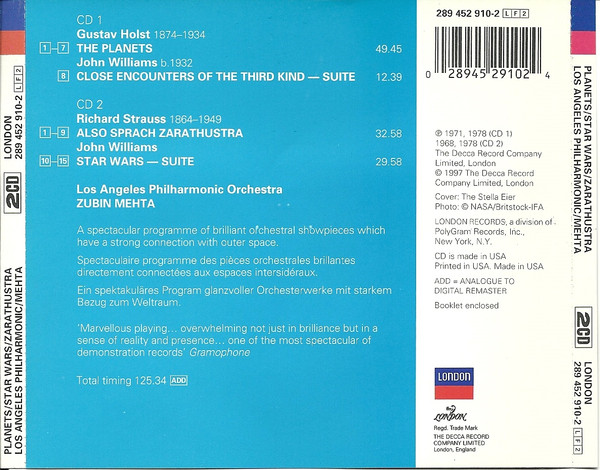 CD 1
Gustav Holst 1874–1934
1–7 THE PLANETS 49.45
John Williams b.1932
8 CLOSE ENCOUNTERS OF THE THIRD KIND — SUITE 12.39
CD 2
Richard Strauss 1864–1949
1–9 ALSO SPRACH ZARATHUSTRA 32:58
John Williams
10–15 STAR WARS — SUITE 29:58
Los Angeles Philharmonic Orchestra
ZUBIN MEHTA
A spectacular programme of brilliant orchestral showpieces which
have a strong connection with outer space.
Spectaculaire programme des pièces orchestrales brillantes
directement connectées aux espaces intersidéraux.
Ein spektakuläres Program glanzvoller Orchesterwerke mit starkem
Bezug zum Weltraum.
‘Marvellous playing... overwhelming not just in brilliance but in a
sense of reality and presence... one of the most spectacular of
demonstration records’ Gramophone
Total timing 125.34 ADD
289 452 910-2 LF2
0 28945 29102 4
℗ 1971, 1978 (CD 1)
1968, 1978 (CD 2)
The Decca Record Company
Limited, London
© 1997 The Decca Record
Company Limited, London
Cover: The Stella Eier
Photo: © NASA/Britstock-IFA
LONDON RECORDS, a division of
PolyGram Records, Inc.,
New York, N.Y.
CD is made in USA
Printed in USA. Made in USA
ADD = ANALOGUE TO
DIGITAL REMASTER
Booklet enclosed
LONDON
London
Regd. Trade Mark
THE DECCA RECORD
COMPANY LIMITED
London, England
PLANETS/STAR WARS/ZARATHUSTRA
LOS ANGELES PHILHARMONIC/MEHTA
2CD
LONDON
289 452 910-2 LF2
PLANETS/STAR WARS/ZARATHUSTRA
LOS ANGELES PHILHARMONIC/MEHTA
2CD
LONDON
289 452 910-2 LF2